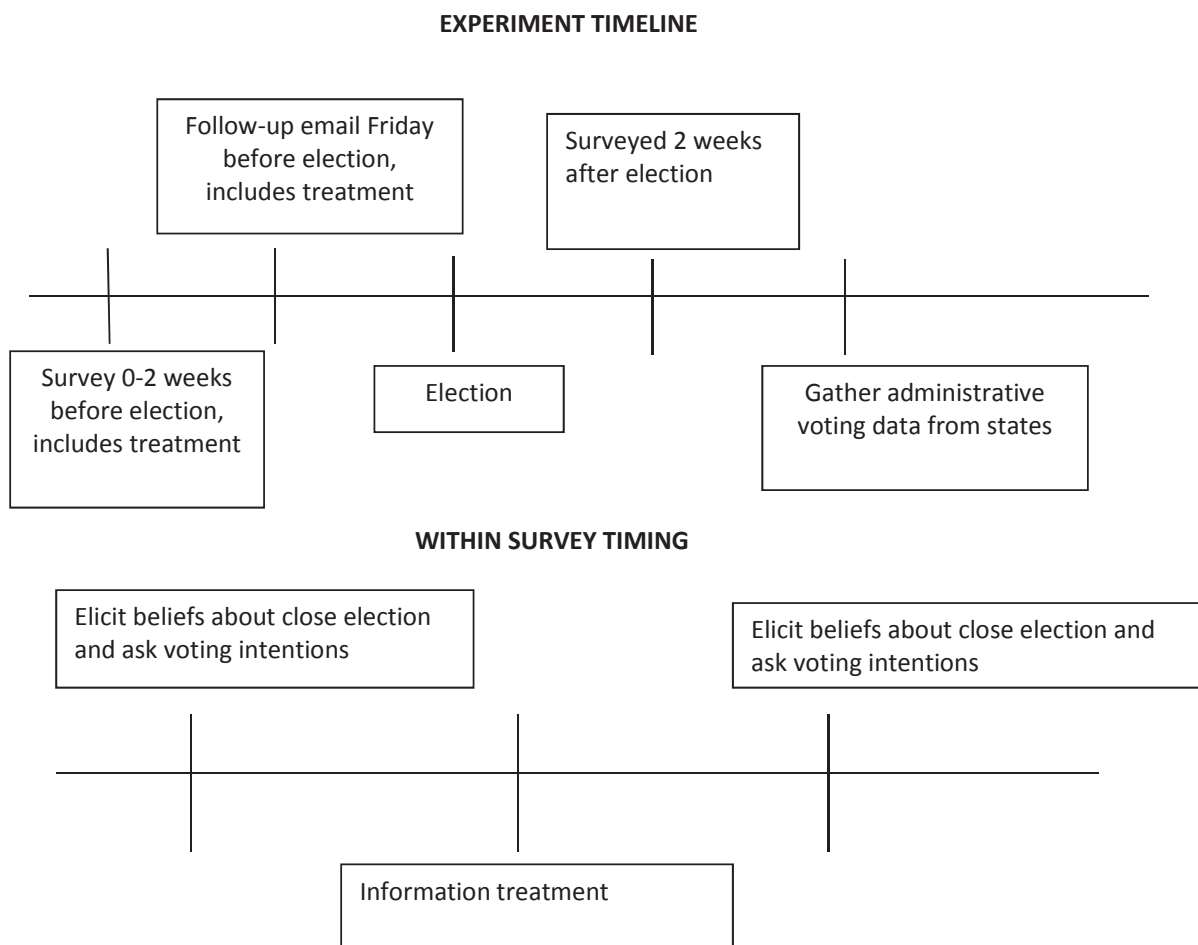 EXPERIMENT TIMELINE
Follow-up email Friday
before election,
includes treatment
Surveyed 2 weeks
after election
Survey 0-2 weeks
before election,
includes treatment
Election
Gather administrative
voting data from states
WITHIN SURVEY TIMING
Elicit beliefs about close election
and ask voting intentions
Elicit beliefs about close election and
ask voting intentions
Information treatment